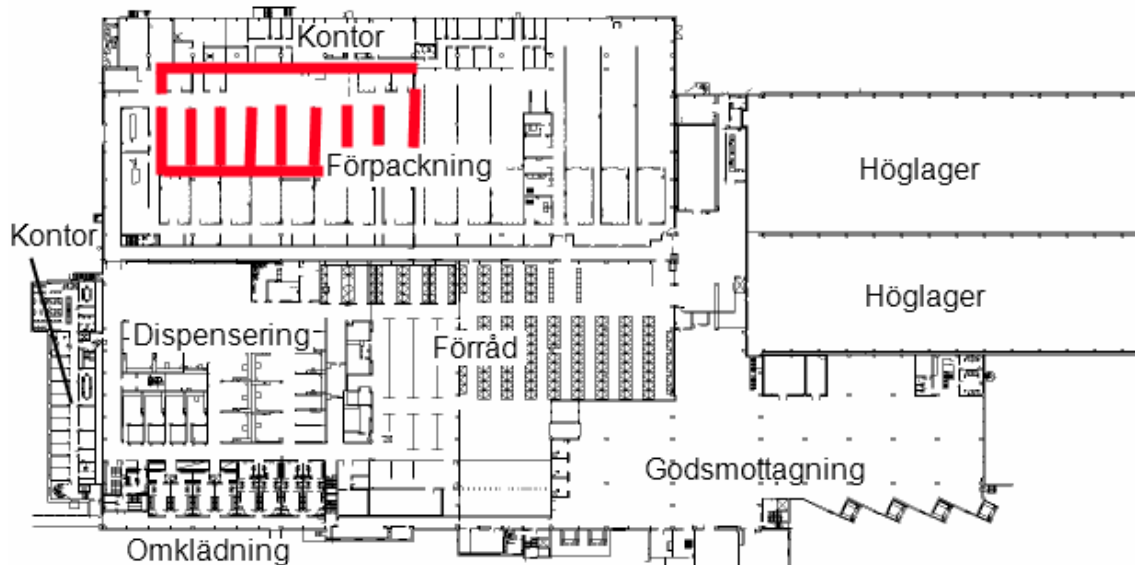 Kontor
Förpackning
Höglager
Kontor
Höglager
Dispensering
Förråd
Godsmottagning
Omklädning